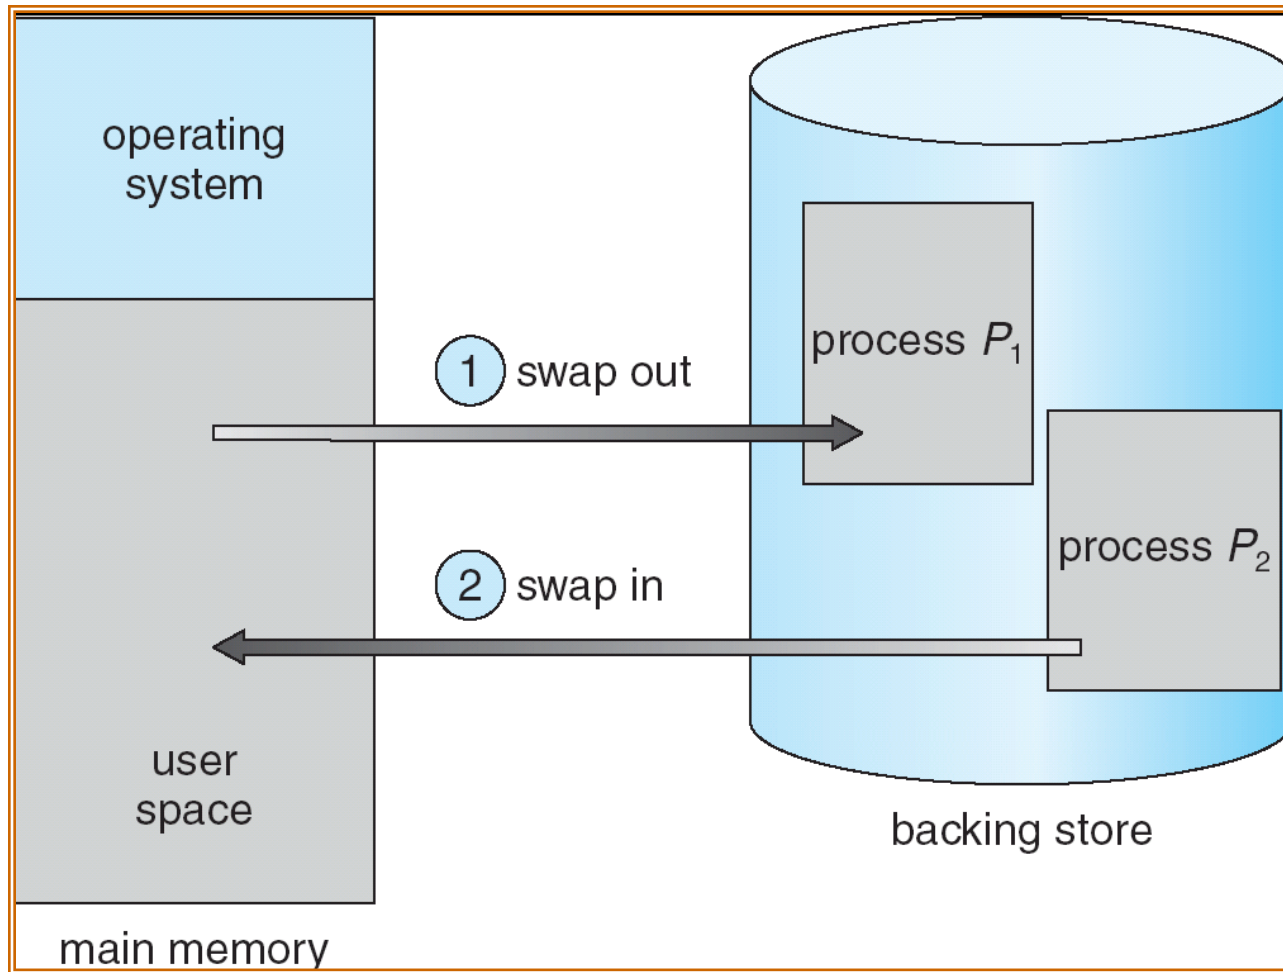 operating
system
1 swap out
process P₁
2 swap in
process P₂
user
space
backing store
main memory